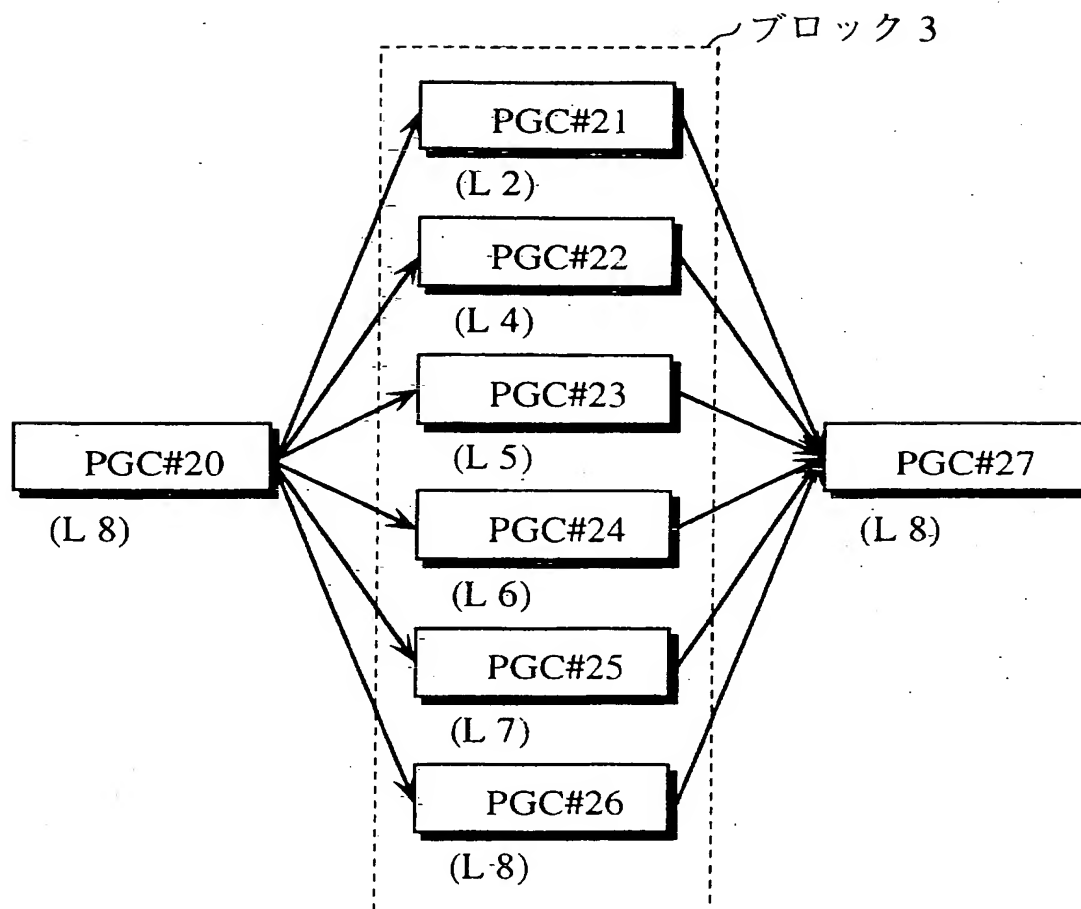 ブロック 3
PGC#21
(L 2)
PGC#22
(L 4)
PGC#23
(L 5)
PGC#20
(L 8)
PGC#27
(L 8)
PGC#24
(L 6)
PGC#25
(L 7)
PGC#26
(L 8)